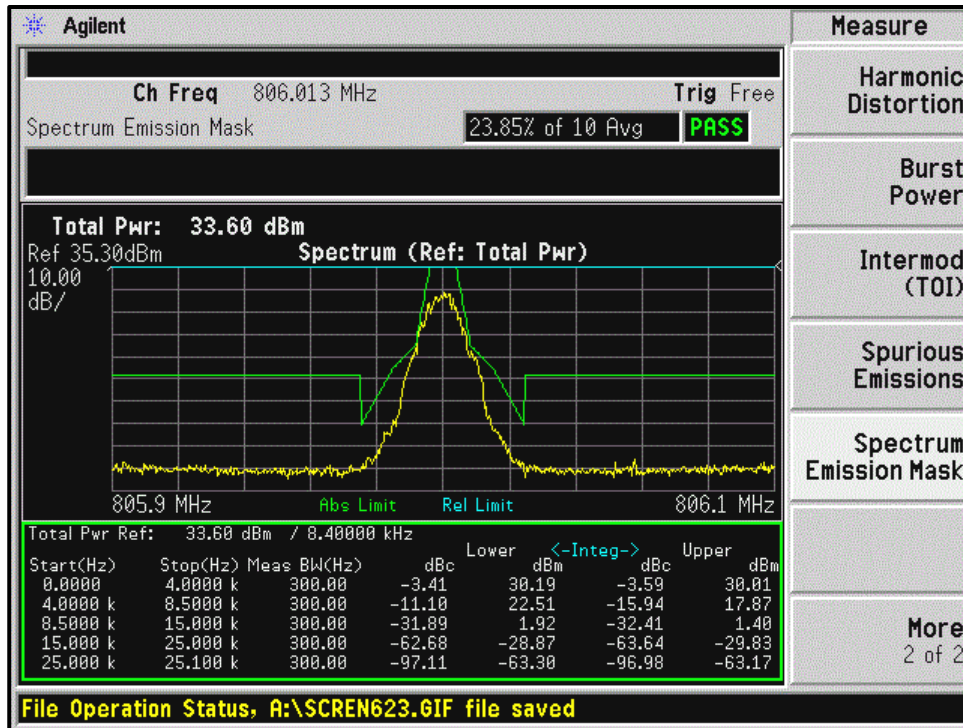 Agilent
Measure
Ch Freq 806.013 MHz Trig Free
Spectrum Emission Mask 23.85% of 10 Avg PASS
Total Pwr: 33.60 dBm
Ref 35.30dBm Spectrum (Ref: Total Pwr)
10.00
dB/
805.9 MHz Abs Limit Rel Limit 806.1 MHz
Total Pwr Ref: 33.60 dBm / 8.40000 kHz
Lower <-Integ-> Upper
Start(Hz) Stop(Hz) Meas BW(Hz) dBc dBm dBc dBm
0.0000 4.0000 k 300.00 -3.41 30.19 -3.59 30.01
4.0000 k 8.5000 k 300.00 -11.10 22.51 -15.94 17.87
8.5000 k 15.000 k 300.00 -31.89 1.92 -32.41 1.40
15.000 k 25.000 k 300.00 -62.68 -28.87 -63.64 -29.83
25.000 k 25.100 k 300.00 -97.11 -63.30 -96.98 -63.17
File Operation Status, A:\SCREN623.GIF file saved
Harmonic
Distortion
Burst
Power
Intermod
(TOI)
Spurious
Emissions
Spectrum
Emission Mask
More
2 of 2